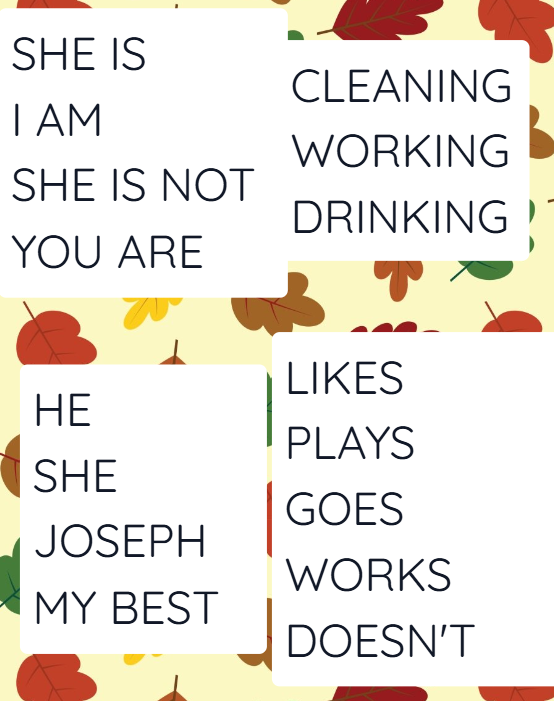 SHE IS
I AM
SHE IS NOT
YOU ARE
CLEANING
WORKING
DRINKING
HE
SHE
JOSEPH
MY BEST
LIKES
PLAYS
GOES
WORKS
DOESN'T